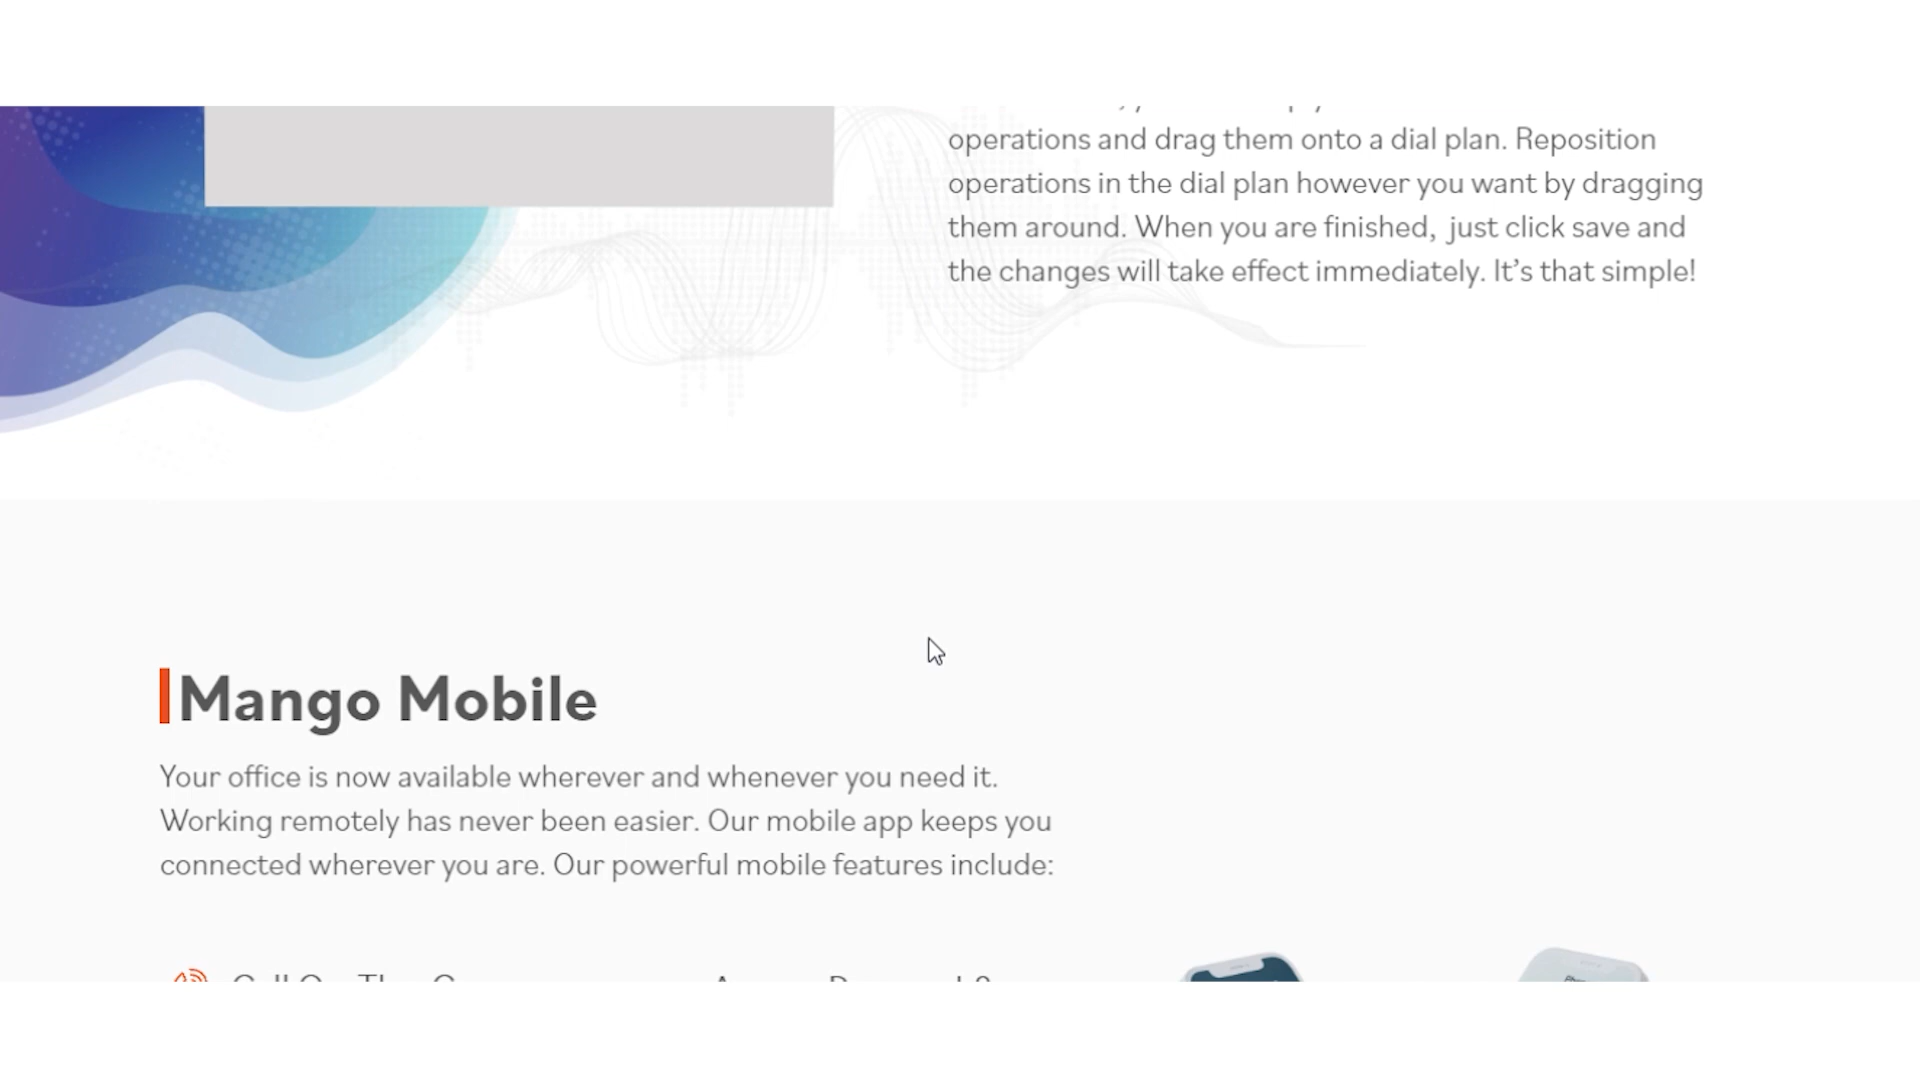 operations and drag them onto a dial plan. Reposition
operations in the dial plan however you want by dragging
them around. When you are finished, just click save and
the changes will take effect immediately. It’s that simple!
Mango Mobile
Your office is now available wherever and whenever you need it.
Working remotely has never been easier. Our mobile app keeps you
connected wherever you are. Our powerful mobile features include: